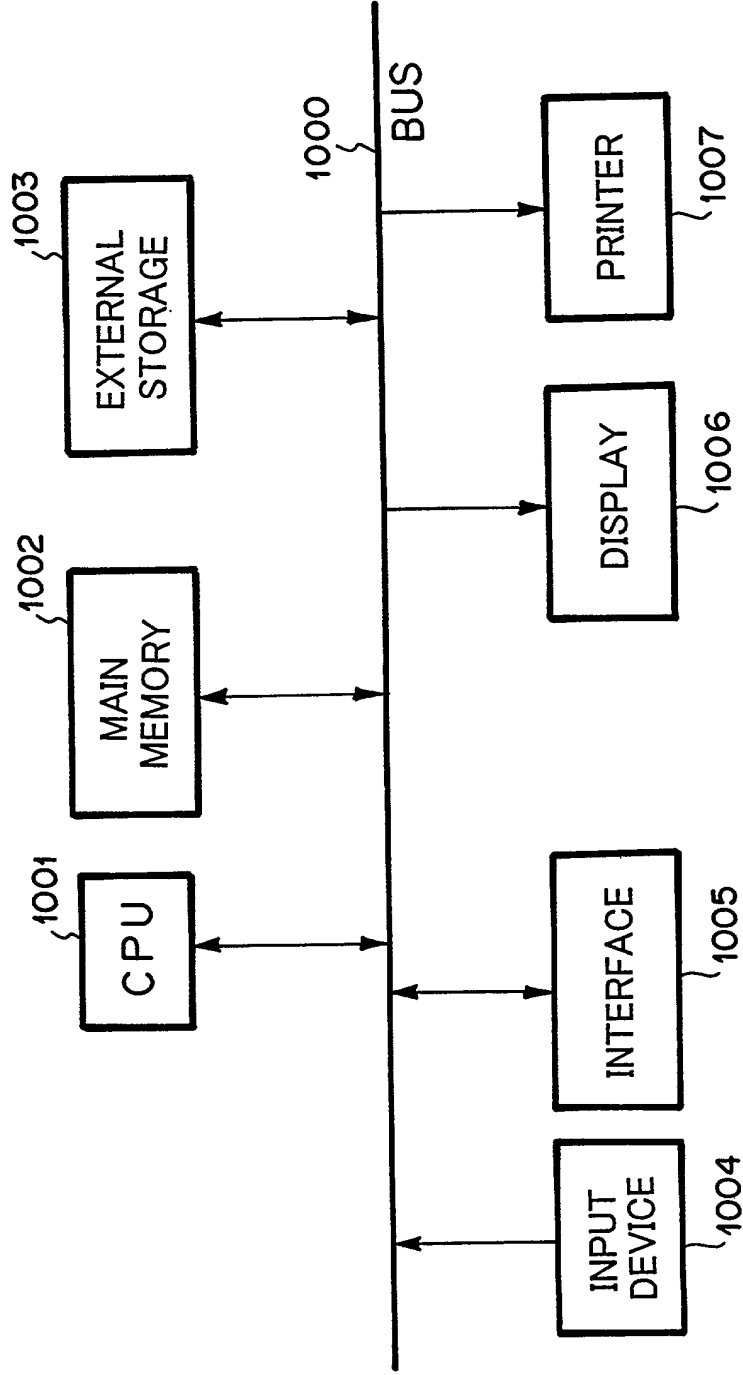 1001
CPU
1002
MAIN
MEMORY
1003
EXTERNAL
STORAGE
1000
BUS
INPUT
DEVICE
1004
INTERFACE
1005
DISPLAY
1006
PRINTER
1007